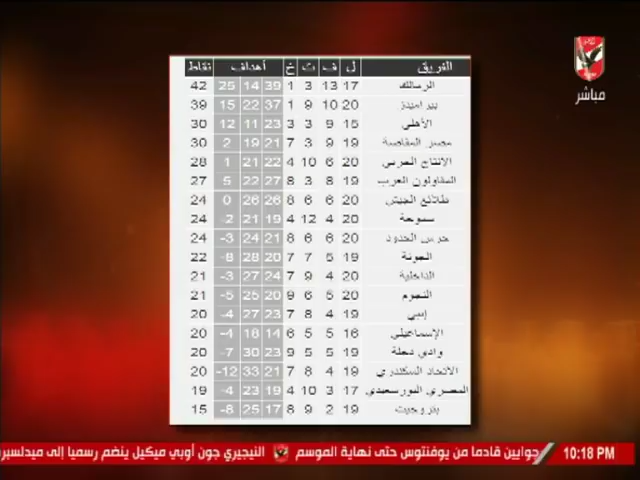 مباشر
الفريق ل ف ت خ أهداف نقاط
الزمالك 17 13 3 1 39 14 25 42
بيراميدز 20 10 9 1 37 22 15 39
الأهلي 15 9 3 3 23 11 12 30
مصر المقاصة 19 9 3 7 21 19 2 30
الانتاج الحربي 20 6 10 4 22 21 1 28
المقاولون العرب 19 8 3 8 27 22 5 27
طلائع الجيش 20 6 6 8 26 26 0 24
سموحة 20 4 12 4 19 21 -2 24
حرس الحدود 20 6 6 8 21 24 -3 24
الجونة 19 5 7 7 20 28 -8 22
الداخلية 20 4 9 7 24 27 -3 21
النجوم 20 5 6 9 20 25 -5 21
إنبي 19 4 8 7 23 27 -4 20
الإسماعيلي 16 5 5 6 14 18 -4 20
وادي دجلة 19 5 5 9 23 30 -7 20
الاتحاد السكندري 19 4 8 7 21 33 -12 20
المصري البورسعيدي 17 3 10 4 19 23 -4 19
بتروجيت 19 2 9 8 17 25 -8 15
10:18 PM جوايين قادما من يوفنتوس حتى نهاية الموسم النيجيري جون أوبي ميكيل ينضم رسميا إلى ميدلسبر